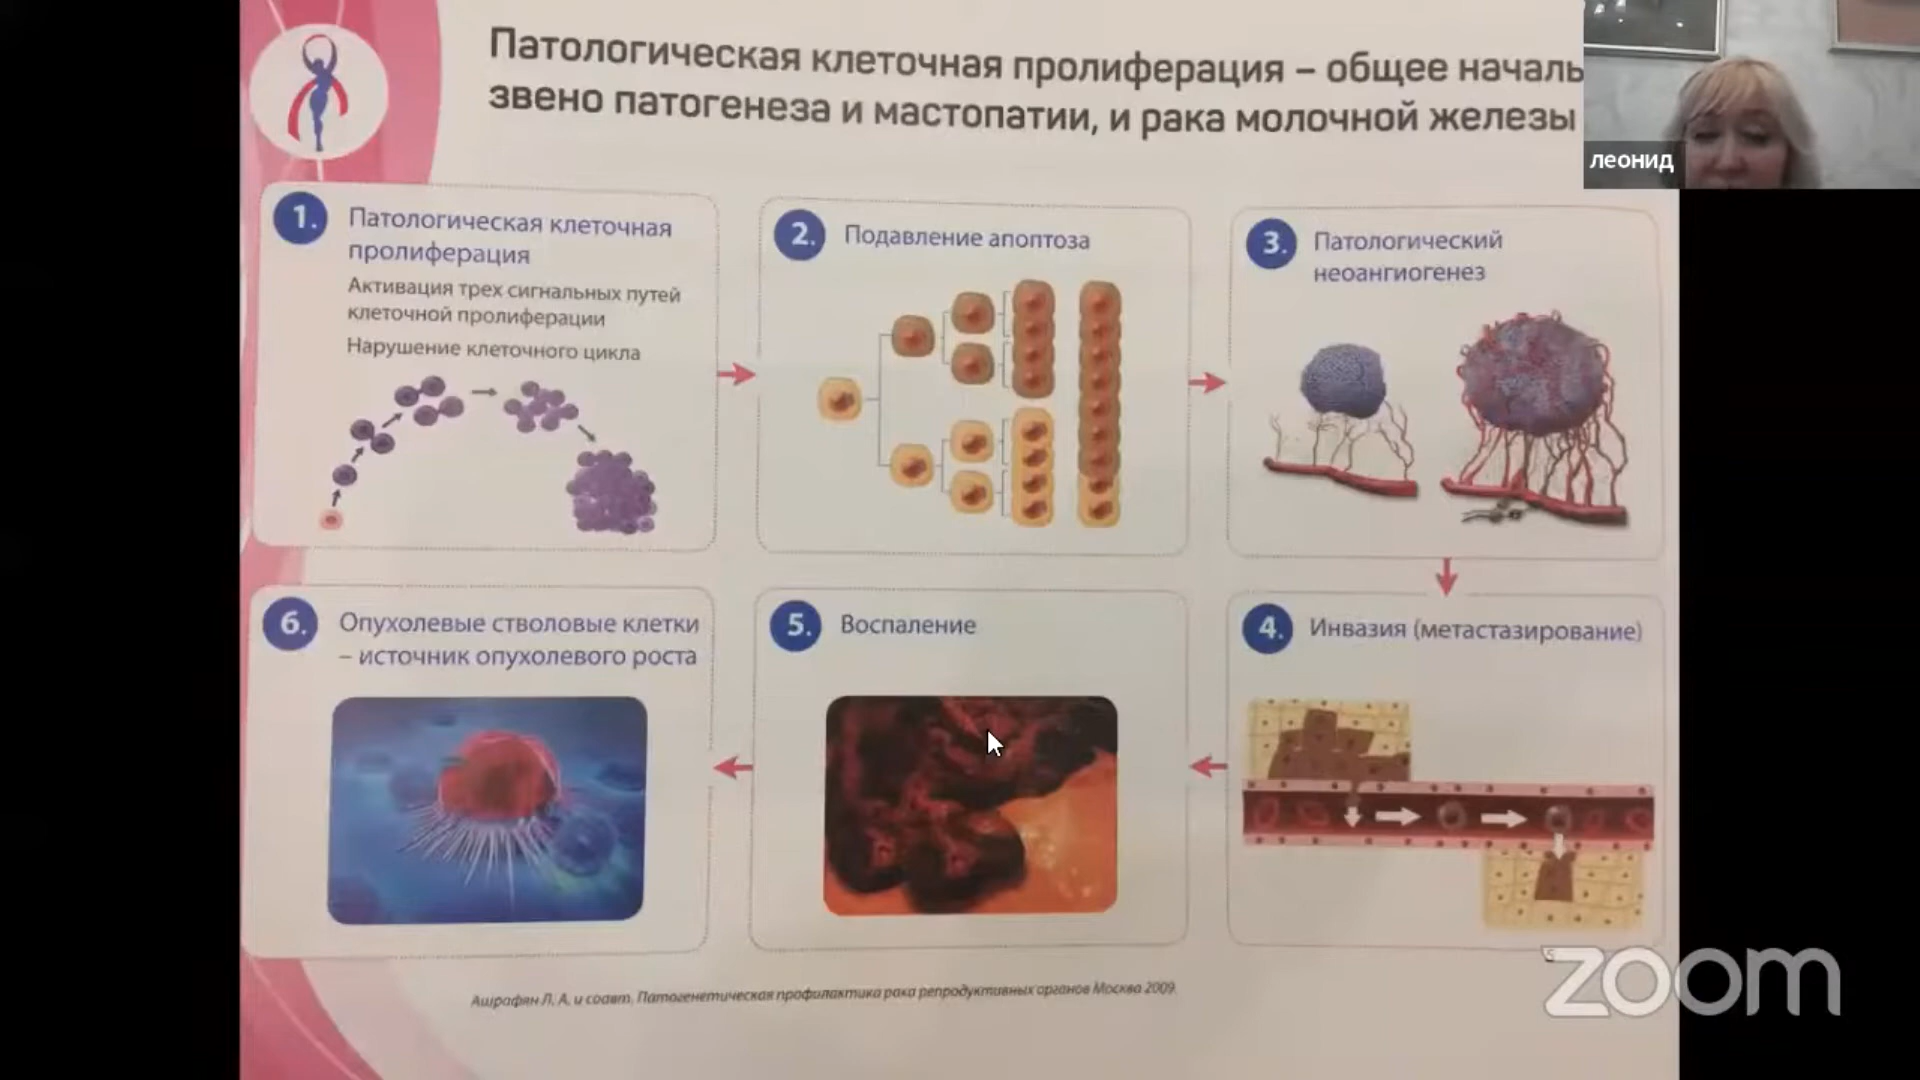 Патологическая клеточная пролиферация – общее началь
звено патогенеза и мастопатии, и рака молочной железы
леонид
1.
Патологическая клеточная
пролиферация
Активация трех сигнальных путей
клеточной пролиферации
Нарушение клеточного цикла
2.
Подавление апоптоза
3.
Патологический
неоангиогенез
6.
Опухолевые стволовые клетки
– источник опухолевого роста
5.
Воспаление
4.
Инвазия (метастазирование)
Ашрафян Л. А. и соавт. Патогенетическая профилактика рака репродуктивных органов Москва 2009.
zoom